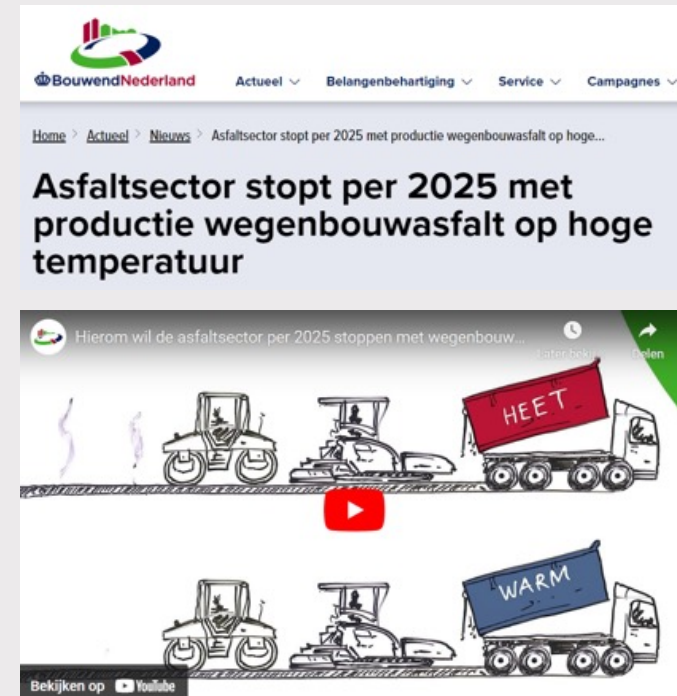 BouwendNederland
Actueel
Belangenbehartiging
Service
Campagnes
Home > Actueel > Nieuws > Asfaltsector stopt per 2025 met productie wegenbouwasfalt op hoge...
Asfaltsector stopt per 2025 met
productie wegenbouwasfalt op hoge
temperatuur
Hierom wil de asfaltsector per 2025 stoppen met wegenbouw...
Delen
HEET
WARM
Bekijken op YouTube